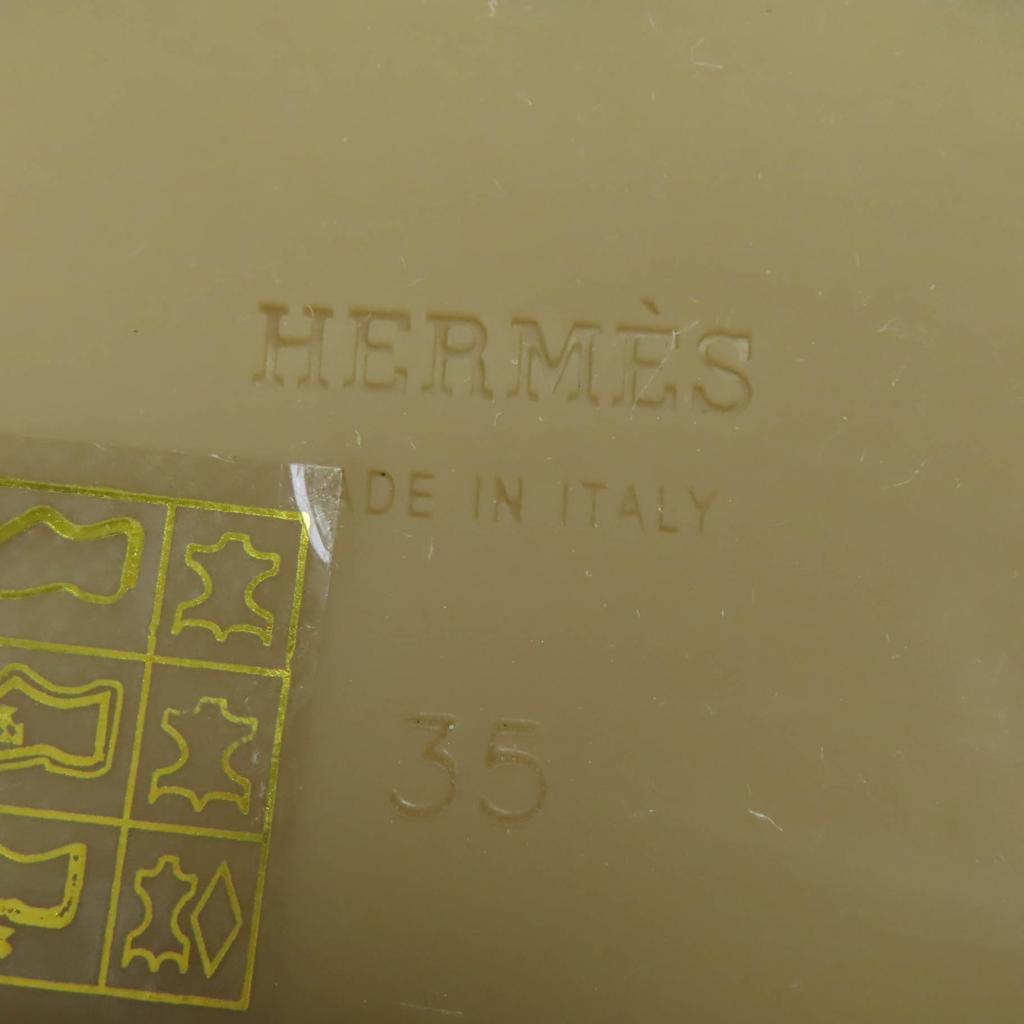 HERMÈS
ADE IN ITALY
35